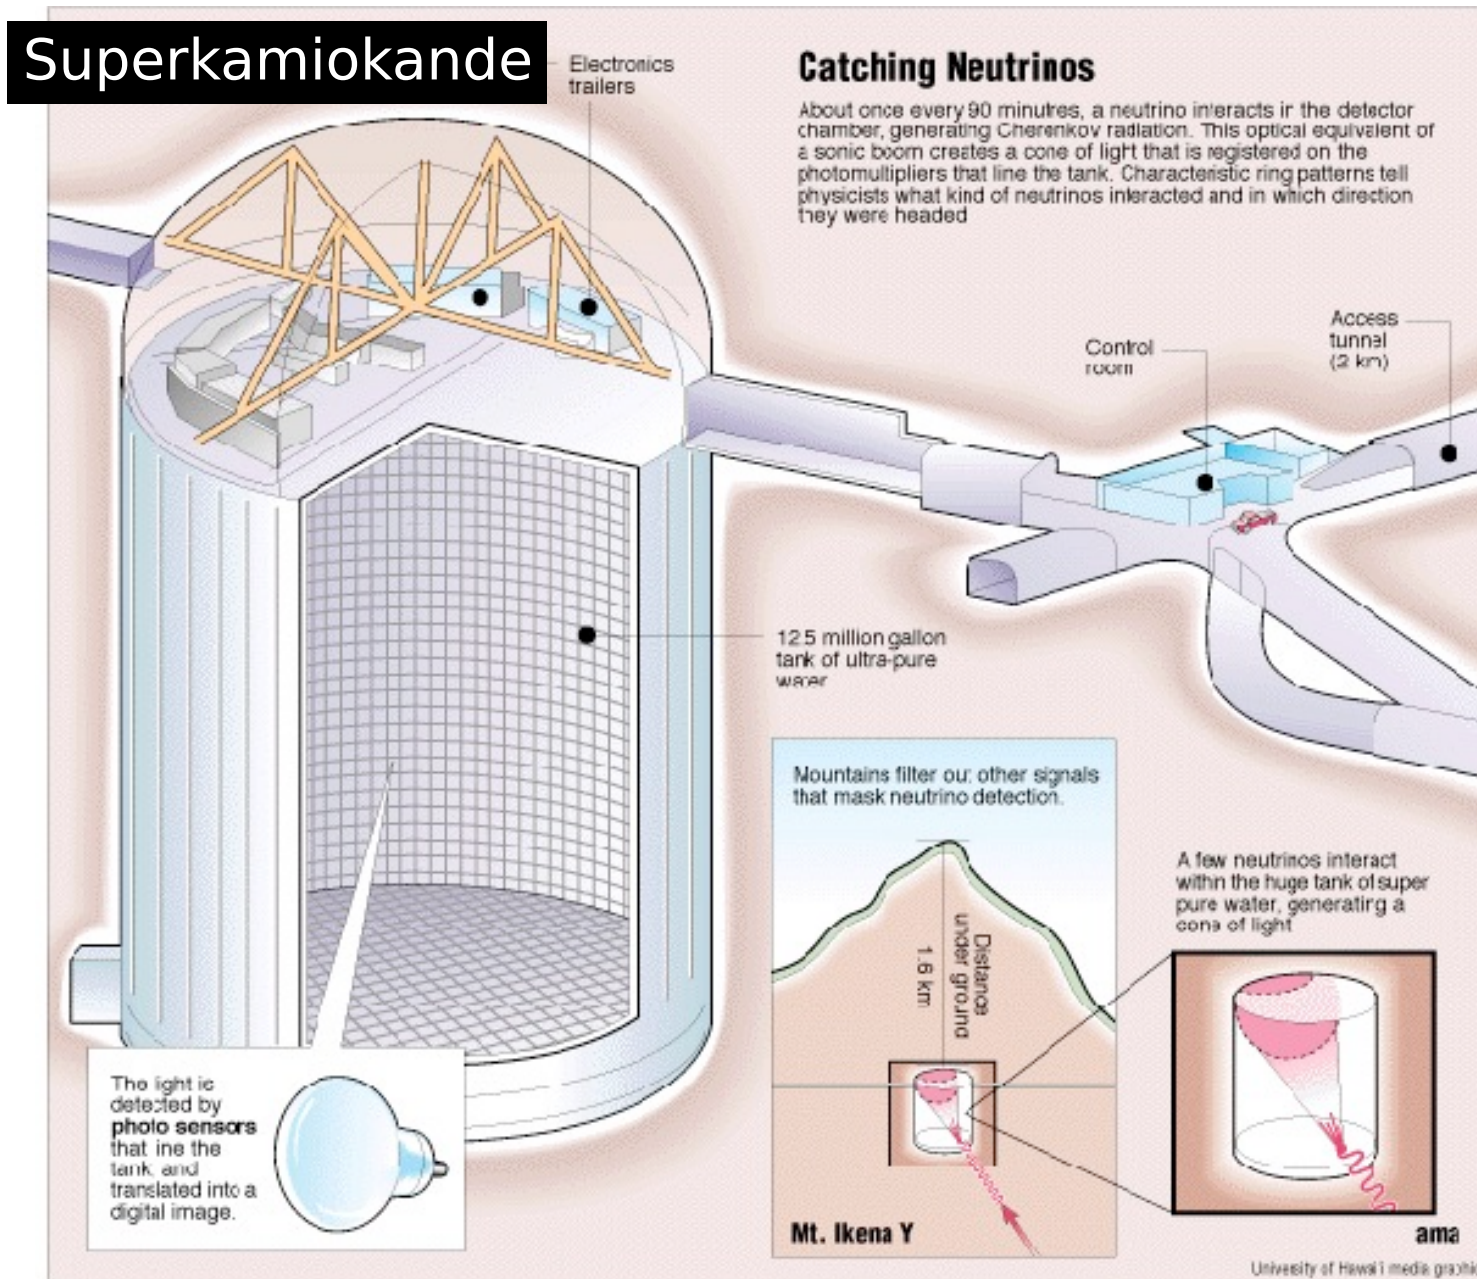 Superkamiokande
Electronics
trailers
Catching Neutrinos
About once every 90 minutres, a neutrino interacts in the detector
chamber, generating Cherenkov radiation. This optical equivalent of
a sonic boom creates a cone of light that is registered on the
photomultipliers that line the tank. Characteristic ring patterns tell
physicists what kind of neutrinos interacted and in which direction
they were headed
Access
tunnel
(2 km)
Control
room
12.5 million gallon
tank of ultra-pure
water
Mountains filter out other signals
that mask neutrino detection.
Distance
under ground
1.6 km
A few neutrinos interact
within the huge tank of super
pure water, generating a
cone of light
The light is
detected by
photo sensors
that line the
tank and
translated into a
digital image.
Mt. Ikena Y
ama
University of Hawai'i media graphi